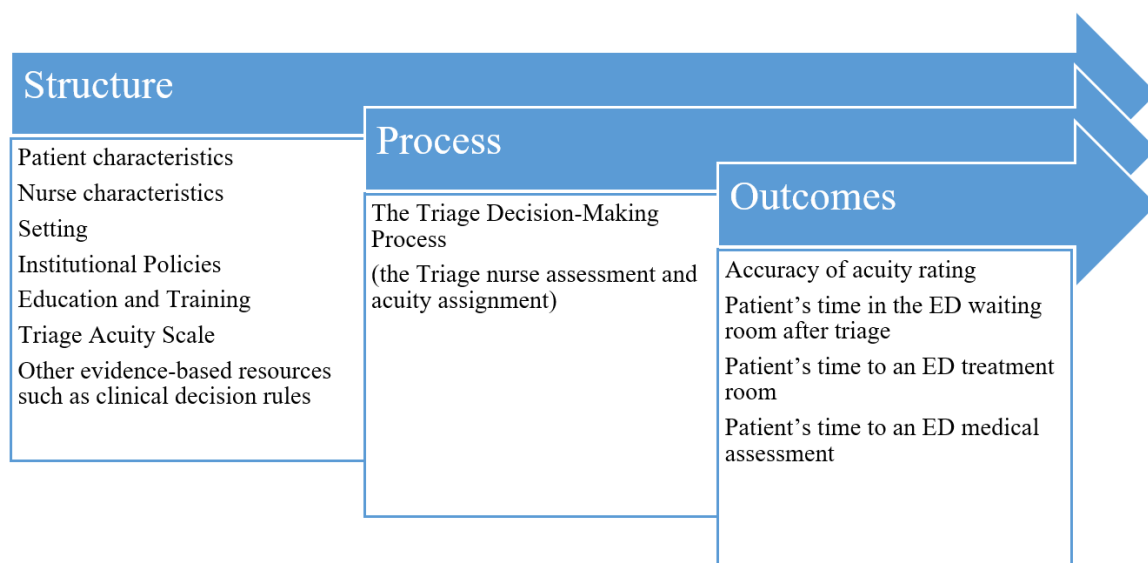 Structure
Patient characteristics
Nurse characteristics
Setting
Institutional Policies
Education and Training
Triage Acuity Scale
Other evidence-based resources
such as clinical decision rules
Process
The Triage Decision-Making
Process
(the Triage nurse assessment and
acuity assignment)
Outcomes
Accuracy of acuity rating
Patient’s time in the ED waiting
room after triage
Patient’s time to an ED treatment
room
Patient’s time to an ED medical
assessment